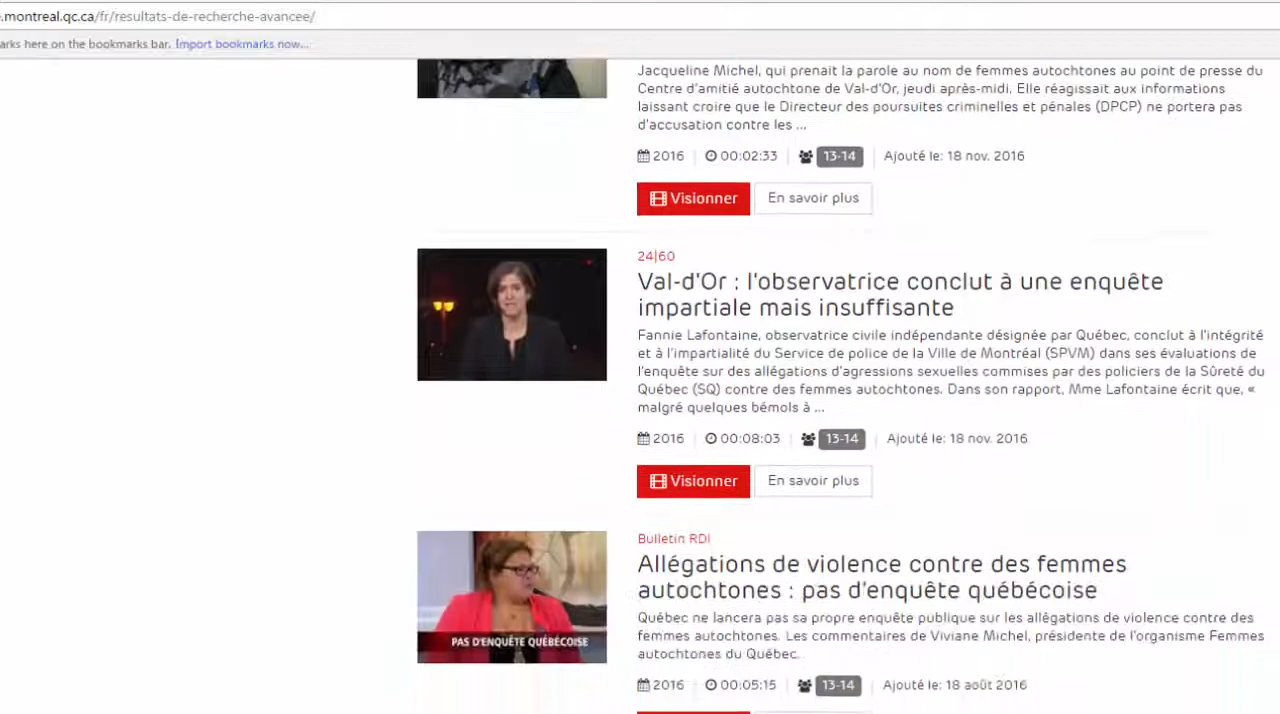 .montreal.qc.ca/fr/resultats-de-recherche-avancee/
arks here on the bookmarks bar. Import bookmarks now...
Jacqueline Michel, qui prenait la parole au nom de femmes autochtones au point de presse du
Centre d'amitié autochtone de Val-d'Or, jeudi après-midi. Elle réagissait aux informations
laissant croire que le Directeur des poursuites criminelles et pénales (DPCP) ne portera pas
d'accusation contre les ...
2016 00:02:33 13-14 Ajouté le: 18 nov. 2016
Visionner En savoir plus
24|60
Val-d'Or : l'observatrice conclut à une enquête
impartiale mais insuffisante
Fannie Lafontaine, observatrice civile indépendante désignée par Québec, conclut à l'intégrité
et à l'impartialité du Service de police de la Ville de Montréal (SPVM) dans ses évaluations de
l'enquête sur des allégations d'agressions sexuelles commises par des policiers de la Sûreté du
Québec (SQ) contre des femmes autochtones. Dans son rapport, Mme Lafontaine écrit que, «
malgré quelques bémols à ...
2016 00:08:03 13-14 Ajouté le: 18 nov. 2016
Visionner En savoir plus
Bulletin RDI
Allégations de violence contre des femmes
autochtones : pas d'enquête québécoise
PAS D'ENQUÊTE QUÉBÉCOISE
Québec ne lancera pas sa propre enquête publique sur les allégations de violence contre des
femmes autochtones. Les commentaires de Viviane Michel, présidente de l'organisme Femmes
autochtones du Québec.
2016 00:05:15 13-14 Ajouté le: 18 août 2016